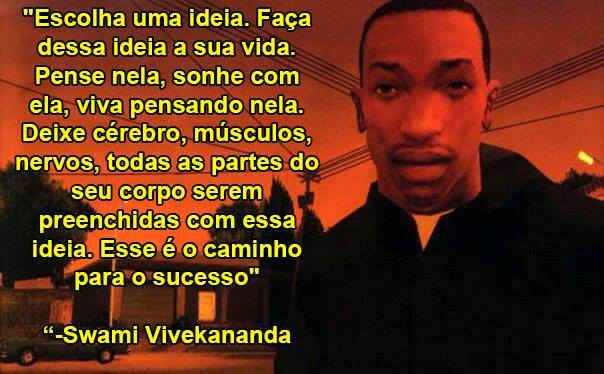 "Escolha uma ideia. Faça
dessa ideia a sua vida.
Pense nela, sonhe com
ela, viva pensando nela.
Deixe cérebro, músculos,
nervos, todas as partes do
seu corpo serem
preenchidas com essa
ideia. Esse é o caminho
para o sucesso"
“-Swami Vivekananda